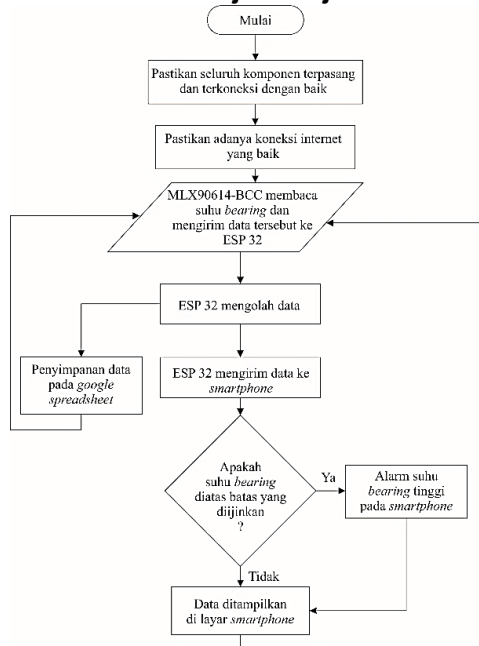 Mulai
Pastikan seluruh komponen terpasang
dan terkoneksi dengan baik
Pastikan adanya koneksi internet
yang baik
MLX90614-BCC membaca
suhu bearing dan
mengirim data tersebut ke
ESP 32
ESP 32 mengolah data
Penyimpanan data
pada google
spreadsheet
ESP 32 mengirim data ke
smartphone
Apakah
suhu bearing
diatas batas yang
diijinkan
?
Ya
Alarm suhu
bearing tinggi
pada smartphone
Tidak
Data ditampilkan
di layar smartphone